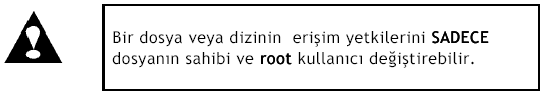 Bir dosya veya dizinin erişim yetkilerini SADECE
dosyanın sahibi ve root kullanıcı değiştirebilir.